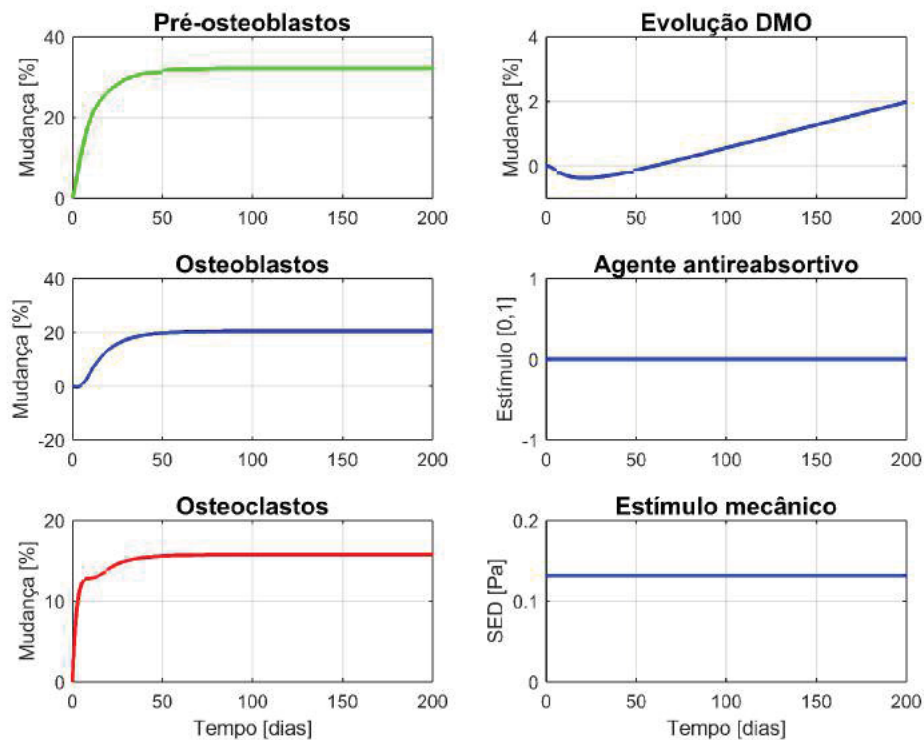 Pré-osteoblastos
Mudança [%]
40
20
0
0 50 100 150 200
Evolução DMO
Mudança [%]
4
2
0
0 50 100 150 200
Osteoblastos
Mudança [%]
40
20
0
-20
0 50 100 150 200
Agente antireabsortivo
Estímulo [0,1]
1
0
-1
0 50 100 150 200
Osteoclastos
Mudança [%]
20
10
0
0 50 100 150 200
Tempo [dias]
Estímulo mecânico
SED [Pa]
0.2
0.1
0
0 50 100 150 200
Tempo [dias]